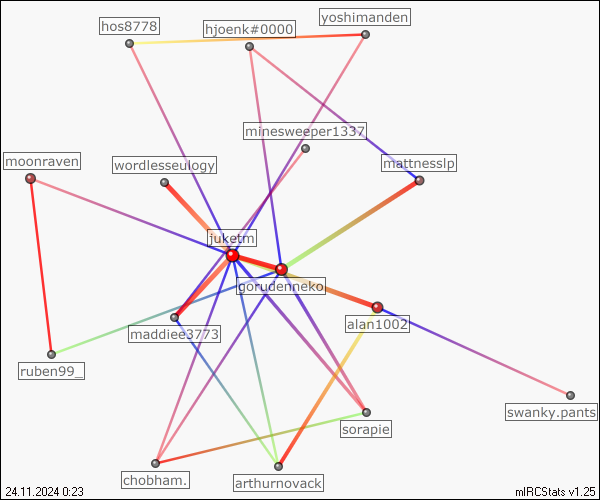 yoshimanden
hos8778
hjoenk#0000
minesweeper1337
moonraven
wordlesseulogy
mattnesslp
juketm
gorudenneko
alan1002
maddiee3773
ruben99_
swanky.pants
sorapie
chobham.
arthurnovack
24.11.2024 0:23
mIRCStats v1.25